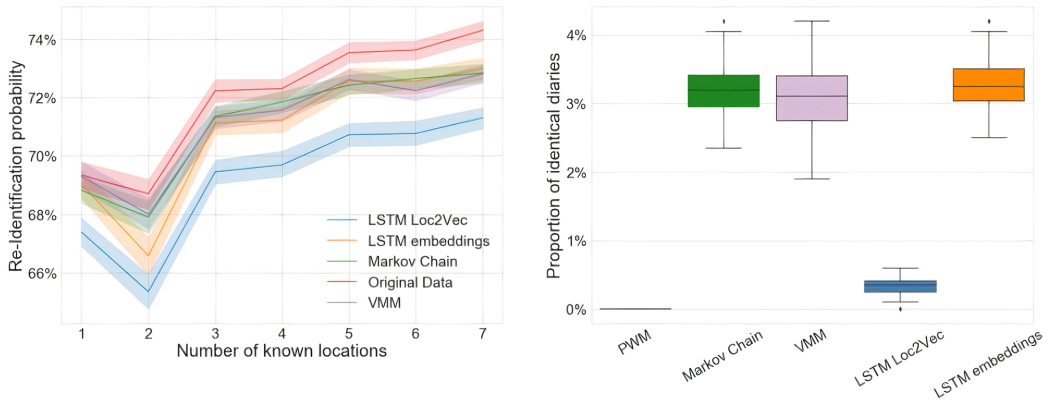 Re-Identification probability
74%
72%
70%
68%
66%
LSTM Loc2Vec
LSTM embeddings
Markov Chain
Original Data
VMM
1 2 3 4 5 6 7
Number of known locations
Proportion of identical diaries
4%
3%
2%
1%
0%
PWM
Markov Chain
VMM
LSTM Loc2Vec
LSTM embeddings